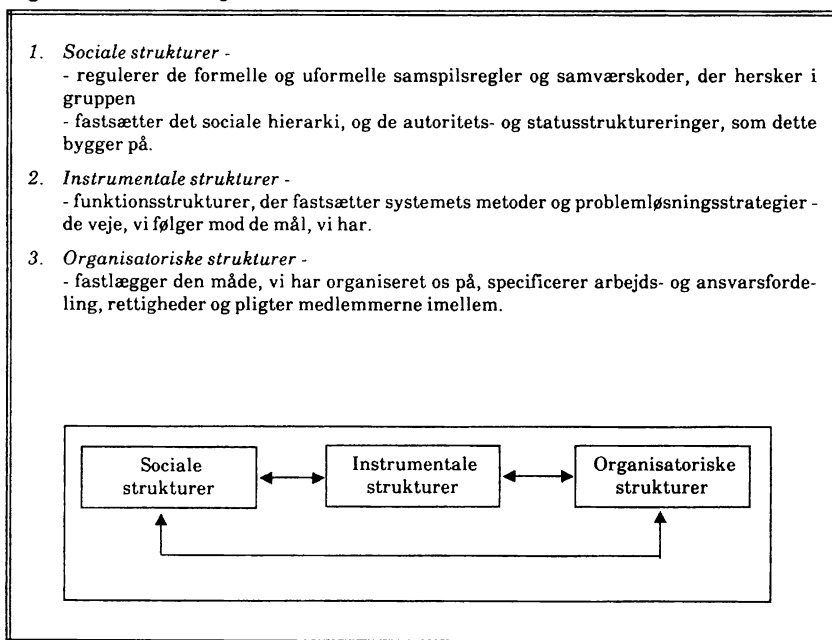 1. Sociale strukturer -
- regulerer de formelle og uformelle samspilsregler og samværskoder, der hersker i
gruppen
- fastsætter det sociale hierarki, og de autoritets- og statusstruktureringer, som dette
bygger på.
2. Instrumentale strukturer -
- funktionsstrukturer, der fastsætter systemets metoder og problemløsningsstrategier -
de veje, vi følger mod de mål, vi har.
3. Organisatoriske strukturer -
- fastlægger den måde, vi har organiseret os på, specificerer arbejds- og ansvarsforde-
ling, rettigheder og pligter medlemmerne imellem.
Sociale
strukturer
Instrumentale
strukturer
Organisatoriske
strukturer